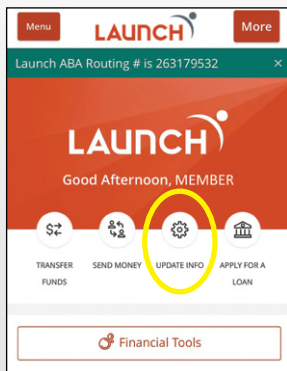 Menu
LAUNCH
More
Launch ABA Routing # is 263179532 ×
LAUNCH
Good Afternoon, MEMBER
TRANSFER FUNDS
SEND MONEY
UPDATE INFO
APPLY FOR A LOAN
Financial Tools